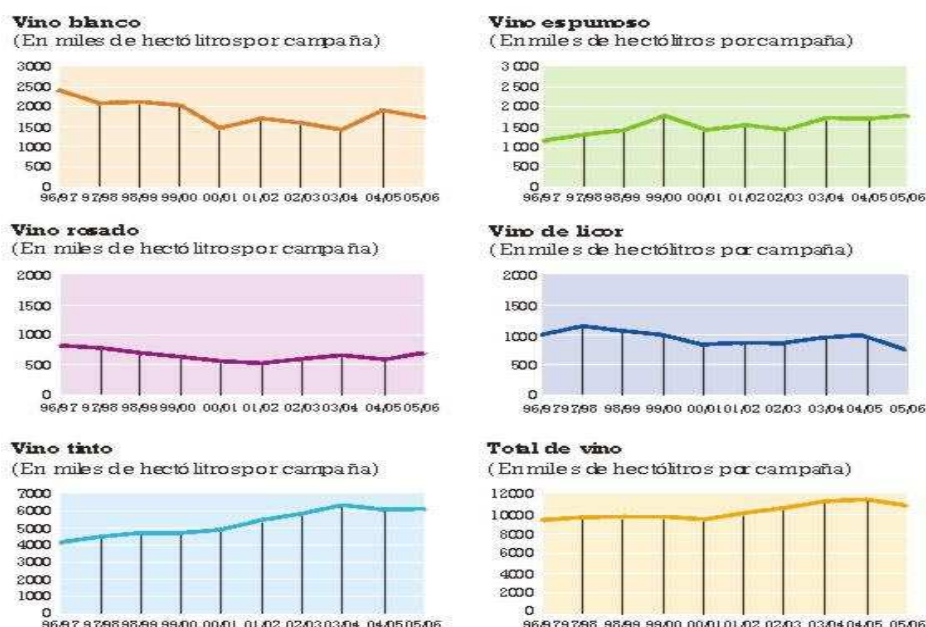 Vino blanco
(En miles de hectólitros por campaña)
3000
2500
2000
1500
1000
500
0
96/97 97/98 98/99 99/00 00/01 01/02 02/03 03/04 04/05 05/06
Vino espumoso
(En miles de hectólitros por campaña)
3000
2500
2000
1500
1000
500
0
96/97 97/98 98/99 99/00 00/01 01/02 02/03 03/04 04/05 05/06
Vino rosado
(En miles de hectólitros por campaña)
2000
1500
1000
500
0
96/97 97/98 98/99 99/00 00/01 01/02 02/03 03/04 04/05 05/06
Vino de licor
(En miles de hectólitros por campaña)
2000
1500
1000
500
0
96/97 97/98 98/99 99/00 00/01 01/02 02/03 03/04 04/05 05/06
Vino tinto
(En miles de hectólitros por campaña)
7000
6000
5000
4000
3000
2000
1000
0
96/97 97/98 98/99 99/00 00/01 01/02 02/03 03/04 04/05 05/06
Total de vino
(En miles de hectólitros por campaña)
12000
10000
8000
6000
4000
2000
0
96/97 97/98 98/99 99/00 00/01 01/02 02/03 03/04 04/05 05/06